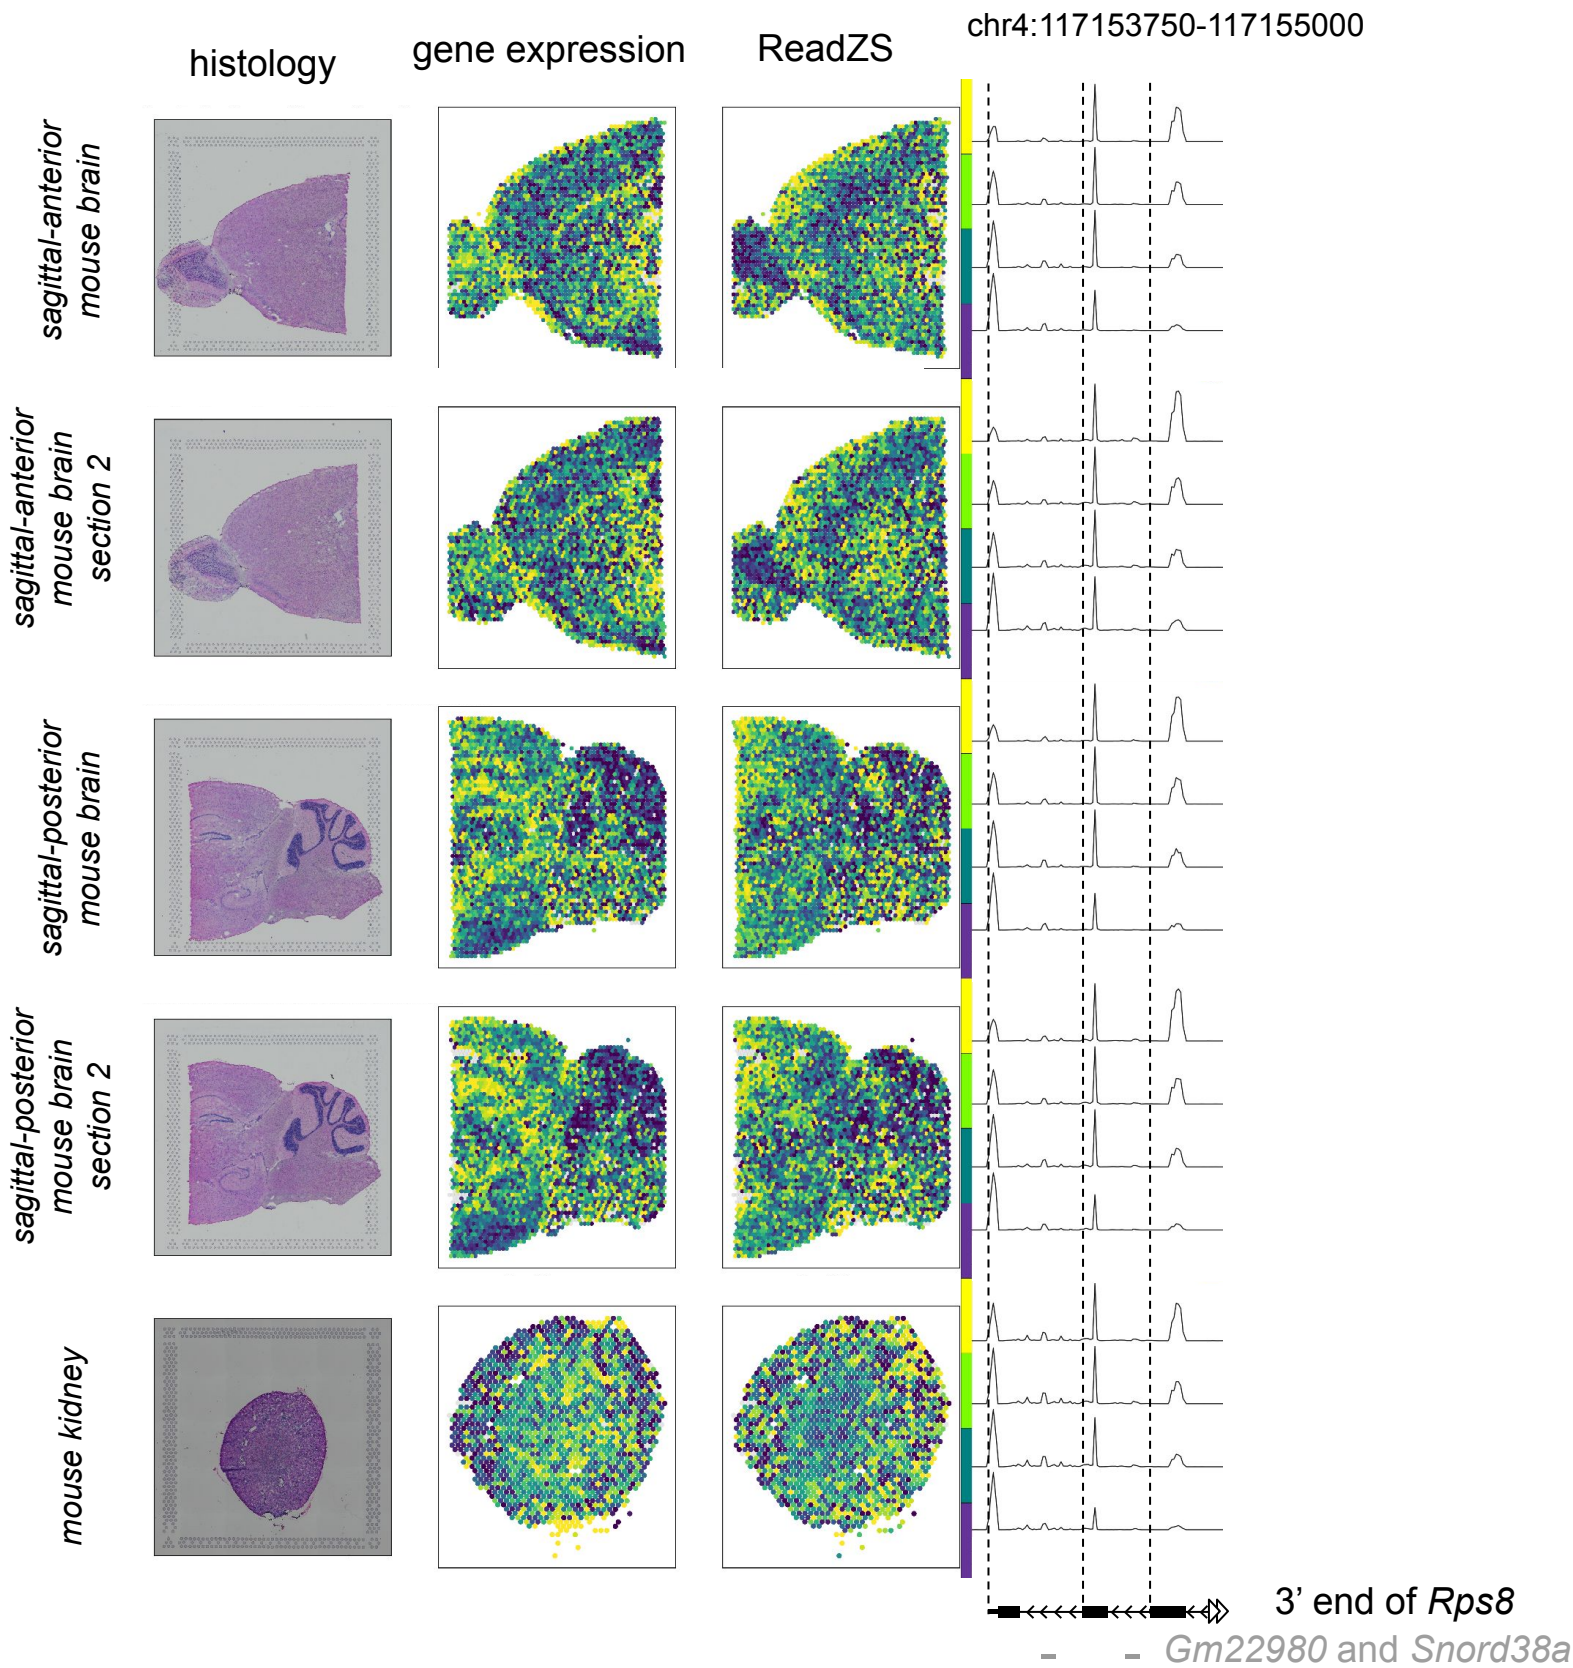 histology
gene expression
ReadZS
chr4:117153750-117155000
sagittal-anterior
mouse brain
sagittal-anterior
mouse brain
section 2
sagittal-posterior
mouse brain
sagittal-posterior
mouse brain
section 2
mouse kidney
3’ end of Rps8
Gm22980 and Snord38a